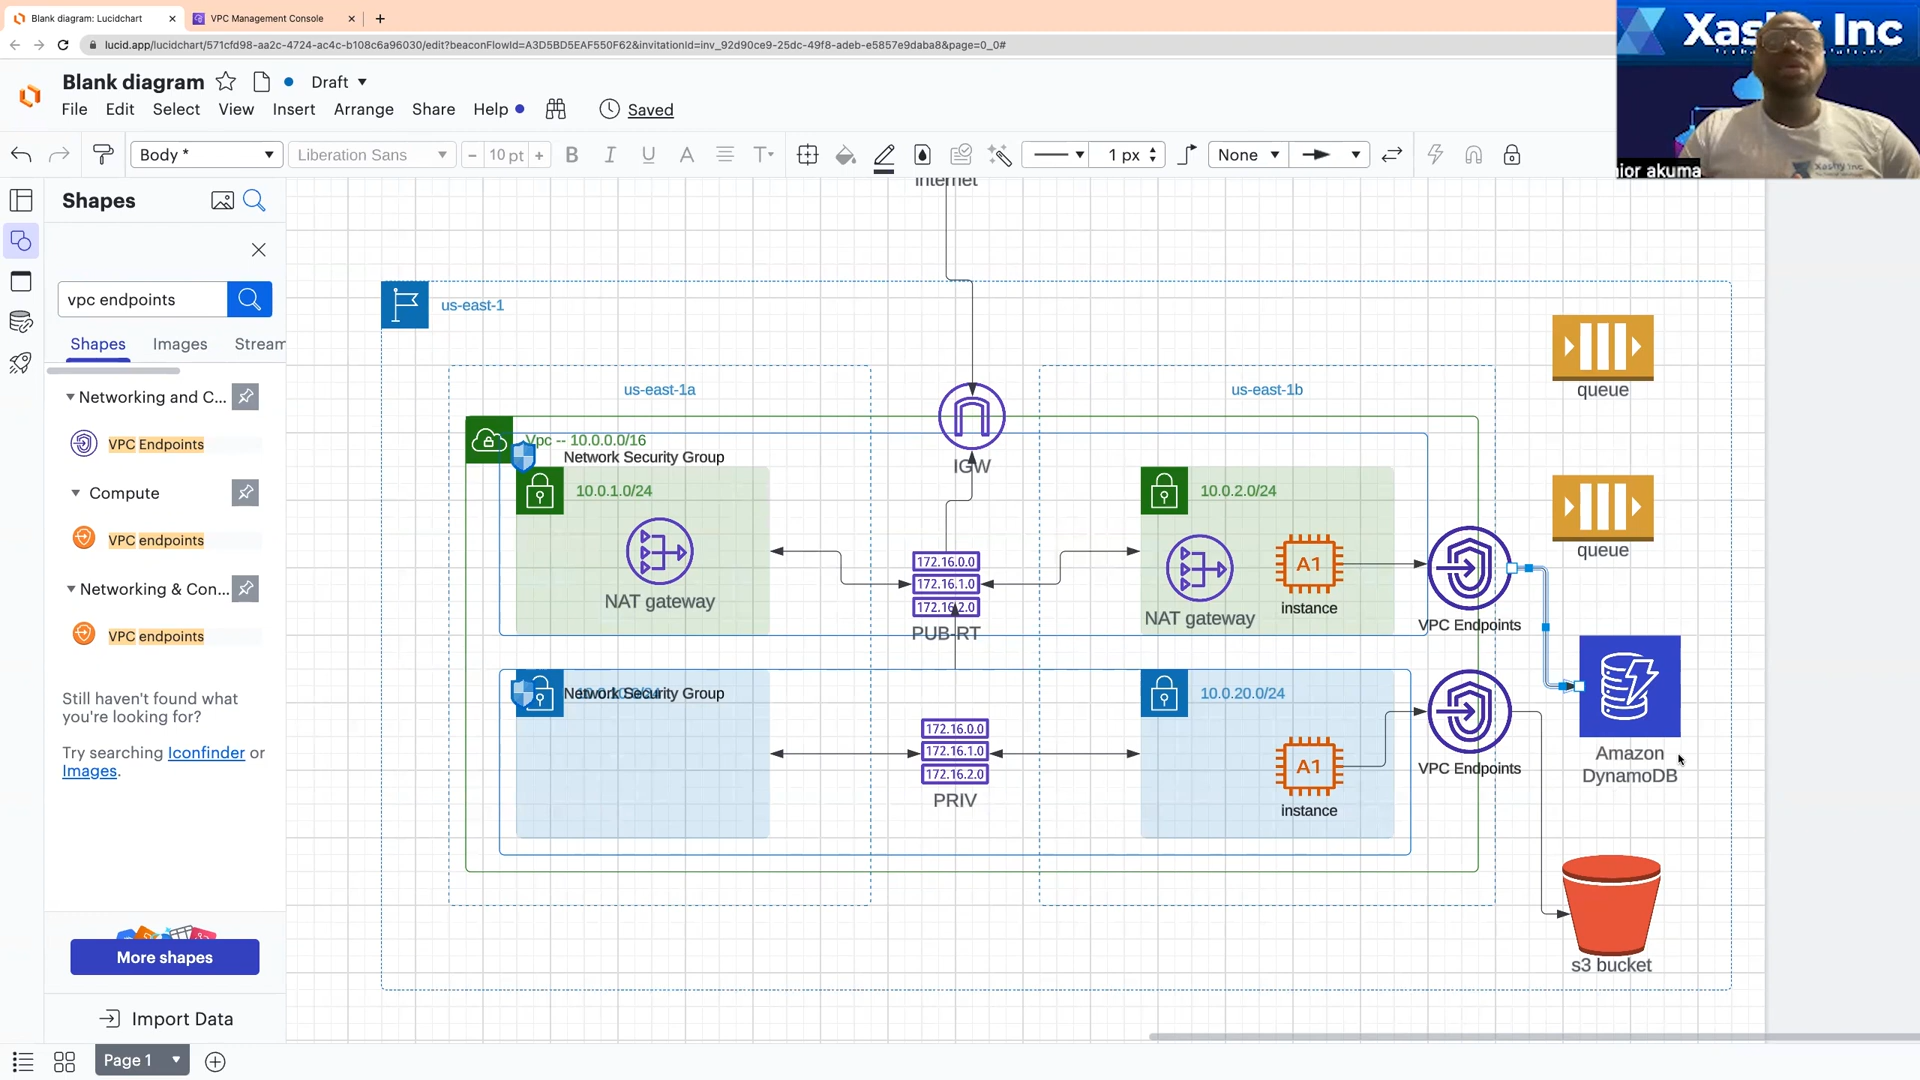 Blank diagram: Lucidchart
VPC Management Console
lucid.app/lucidchart/571cfd98-aa2c-4724-ac4c-b108c6a96030/edit?beaconFlowId=A3D5BD5EAF550F62&invitationId=inv_92d90ce9-25dc-49f8-adeb-e5857e9daba8&page=0_0#
Xashy Inc
Blank diagram
Draft
File Edit Select View Insert Arrange Share Help
Saved
Body *
Liberation Sans
10 pt
1 px
None
Xashy Inc
ior akuma
Shapes
internet
vpc endpoints
Shapes Images Stream
Networking and C...
VPC Endpoints
Compute
VPC endpoints
Networking & Con...
VPC endpoints
Still haven't found what
you're looking for?
Try searching Iconfinder or
Images.
More shapes
Import Data
Page 1
us-east-1
us-east-1a
us-east-1b
Vpc -- 10.0.0.0/16
Network Security Group
IGW
10.0.1.0/24
NAT gateway
172.16.0.0
172.16.1.0
172.16.2.0
PUB-RT
10.0.2.0/24
NAT gateway
A1
instance
VPC Endpoints
queue
queue
Network Security Group
172.16.0.0
172.16.1.0
172.16.2.0
PRIV
10.0.20.0/24
A1
instance
VPC Endpoints
Amazon
DynamoDB
s3 bucket